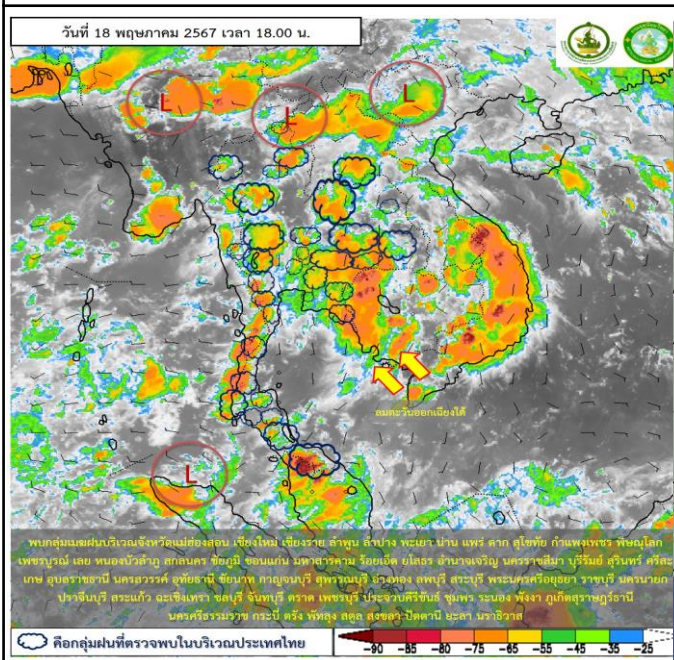 วันที่ 18 พฤษภาคม 2567 เวลา 18.00 น.
L
L
L
ลมตะวันออกเฉียงใต้
L
พบกลุ่มเมฆฝนบริเวณจังหวัดแม่ฮ่องสอน เชียงใหม่ เชียงราย ลำพูน ลำปาง พะเยา น่าน แพร่ ตาก สุโขทัย กำแพงเพชร พิษณุโลก
เพชรบูรณ์ เลย หนองบัวลำภู สกลนคร ชัยภูมิ ขอนแก่น มหาสารคาม ร้อยเอ็ด ยโสธร อำนาจเจริญ นครราชสีมา บุรีรัมย์ สุรินทร์ ศรีสะ
เกษ อุบลราชธานี นครสวรรค์ อุทัยธานี ชัยนาท กาญจนบุรี สุพรรณบุรี อ่างทอง ลพบุรี สระบุรี พระนครศรีอยุธยา ราชบุรี นครนายก
ปราจีนบุรี สระแก้ว ฉะเชิงเทรา ชลบุรี จันทบุรี ตราด เพชรบุรี ประจวบคีรีขันธ์ ชุมพร ระนอง พังงา ภูเก็ตสุราษฎร์ธานี
นครศรีธรรมราช กระบี่ ตรัง พัทลุง สตูล สงขลา ปัตตานี ยะลา นราธิวาส
คือกลุ่มฝนที่ตรวจพบในบริเวณประเทศไทย
-90 -85 -80 -75 -70 -60 -50 -42 -35 -25